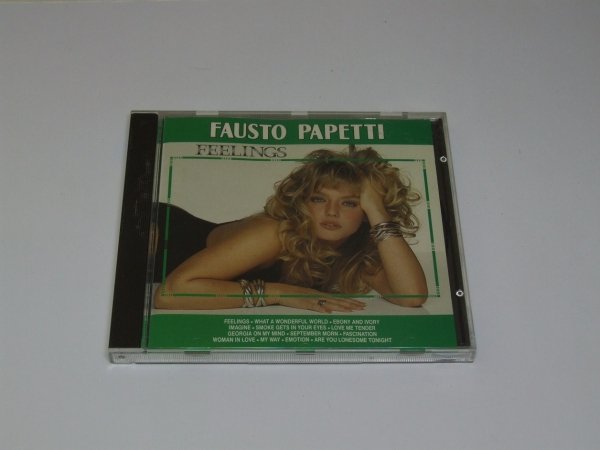 FAUSTO PAPETTI
FEELINGS
FEELINGS • WHAT A WONDERFUL WORLD • EBONY AND IVORY
IMAGINE • SMOKE GETS IN YOUR EYES • LOVE ME TENDER
GEORGIA ON MY MIND • SEPTEMBER MORN • FASCINATION
WOMAN IN LOVE • MY WAY • EMOTION • ARE YOU LONESOME TONIGHT